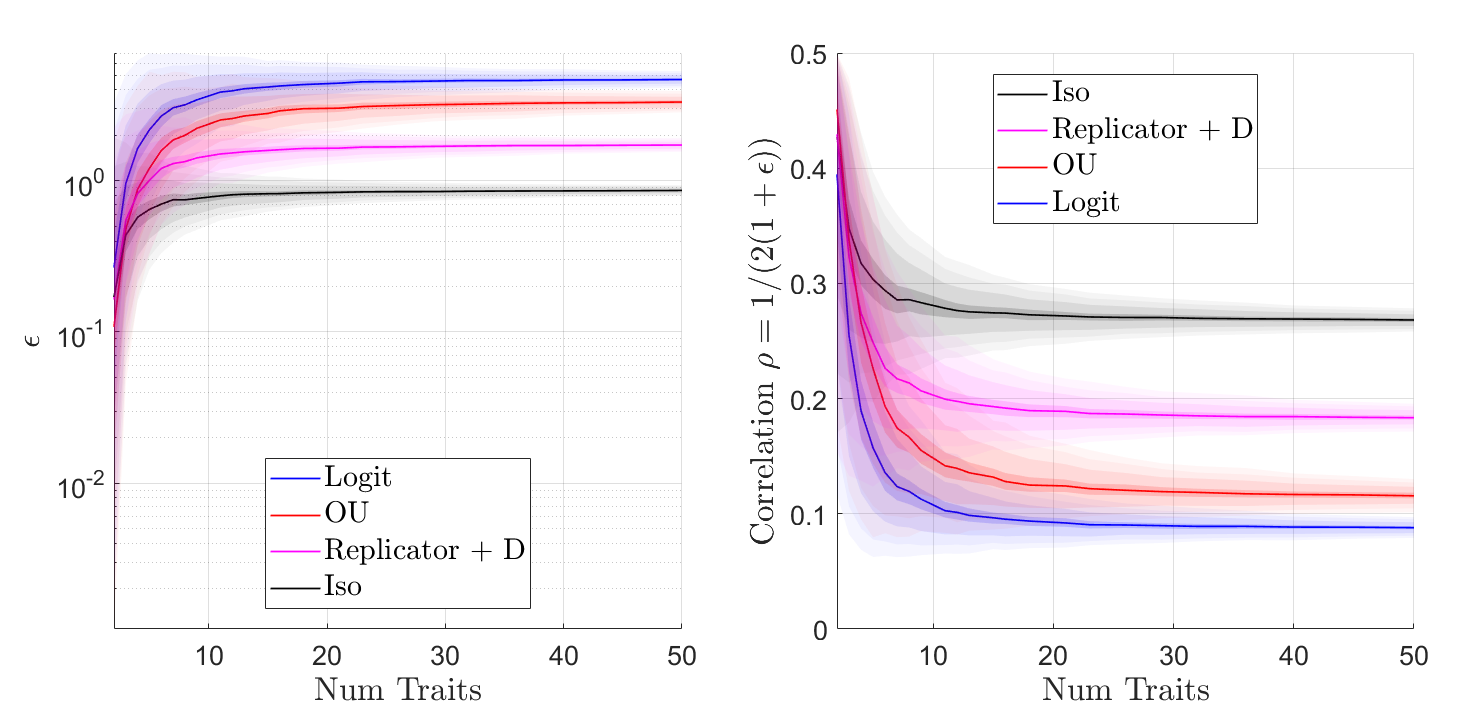 ϵ
10⁰
10⁻¹
10⁻²
Logit
OU
Replicator + D
Iso
10 20 30 40 50
Num Traits
Correlation ρ = 1/(2(1 + ϵ))
0.5
0.4
0.3
0.2
0.1
0
Iso
Replicator + D
OU
Logit
10 20 30 40 50
Num Traits